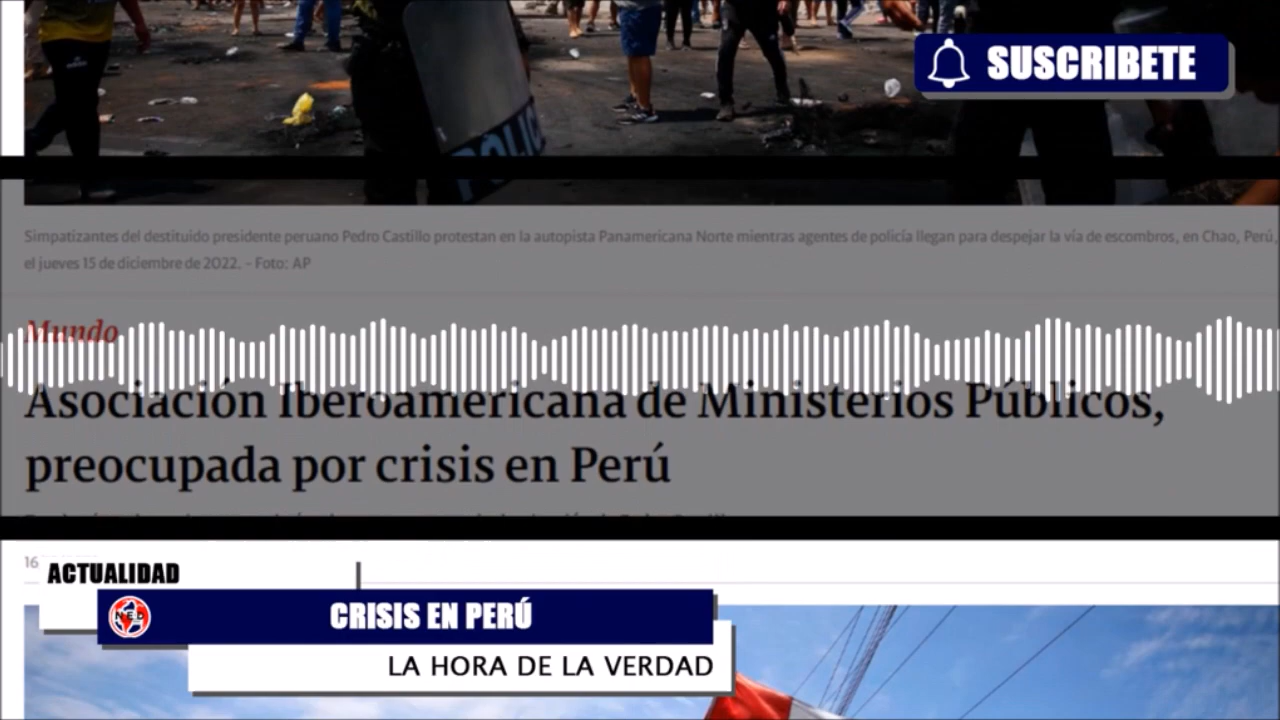 SUSCRIBETE
POLIC
Simpatizantes del destituido presidente peruano Pedro Castillo protestan en la autopista Panamericana Norte mientras agentes de policía llegan para despejar la vía de escombros, en Chao, Perú,
el jueves 15 de diciembre de 2022. - Foto: AP
Mundo
Asociación Iberoamericana de Ministerios Públicos,
preocupada por crisis en Perú
16
ACTUALIDAD
CRISIS EN PERÚ
LA HORA DE LA VERDAD